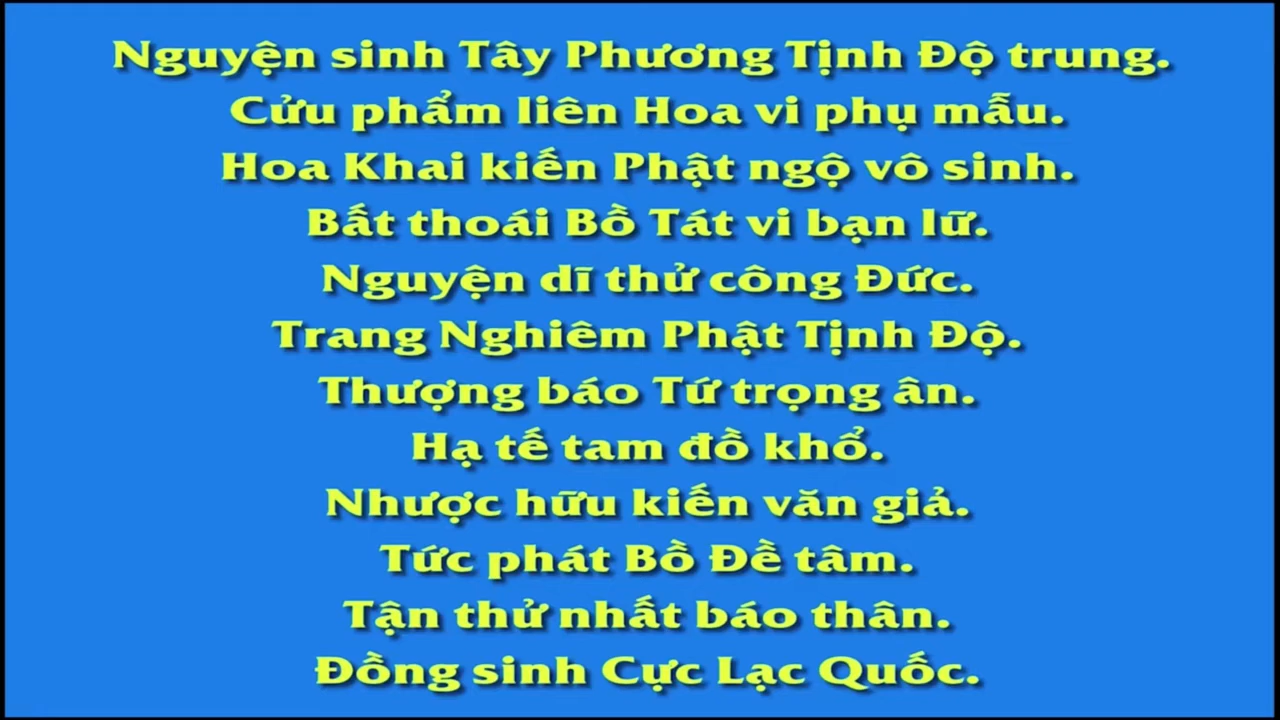 Nguyện sinh Tây Phương Tịnh Độ trung.
Cửu phẩm liên Hoa vi phụ mẫu.
Hoa Khai kiến Phật ngộ vô sinh.
Bất thoái Bồ Tát vi bạn lữ.
Nguyện dĩ thử công Đức.
Trang Nghiêm Phật Tịnh Độ.
Thượng báo Tứ trọng ân.
Hạ tế tam đồ khổ.
Nhược hữu kiến văn giả.
Tức phát Bồ Đề tâm.
Tận thử nhất báo thân.
Đồng sinh Cực Lạc Quốc.